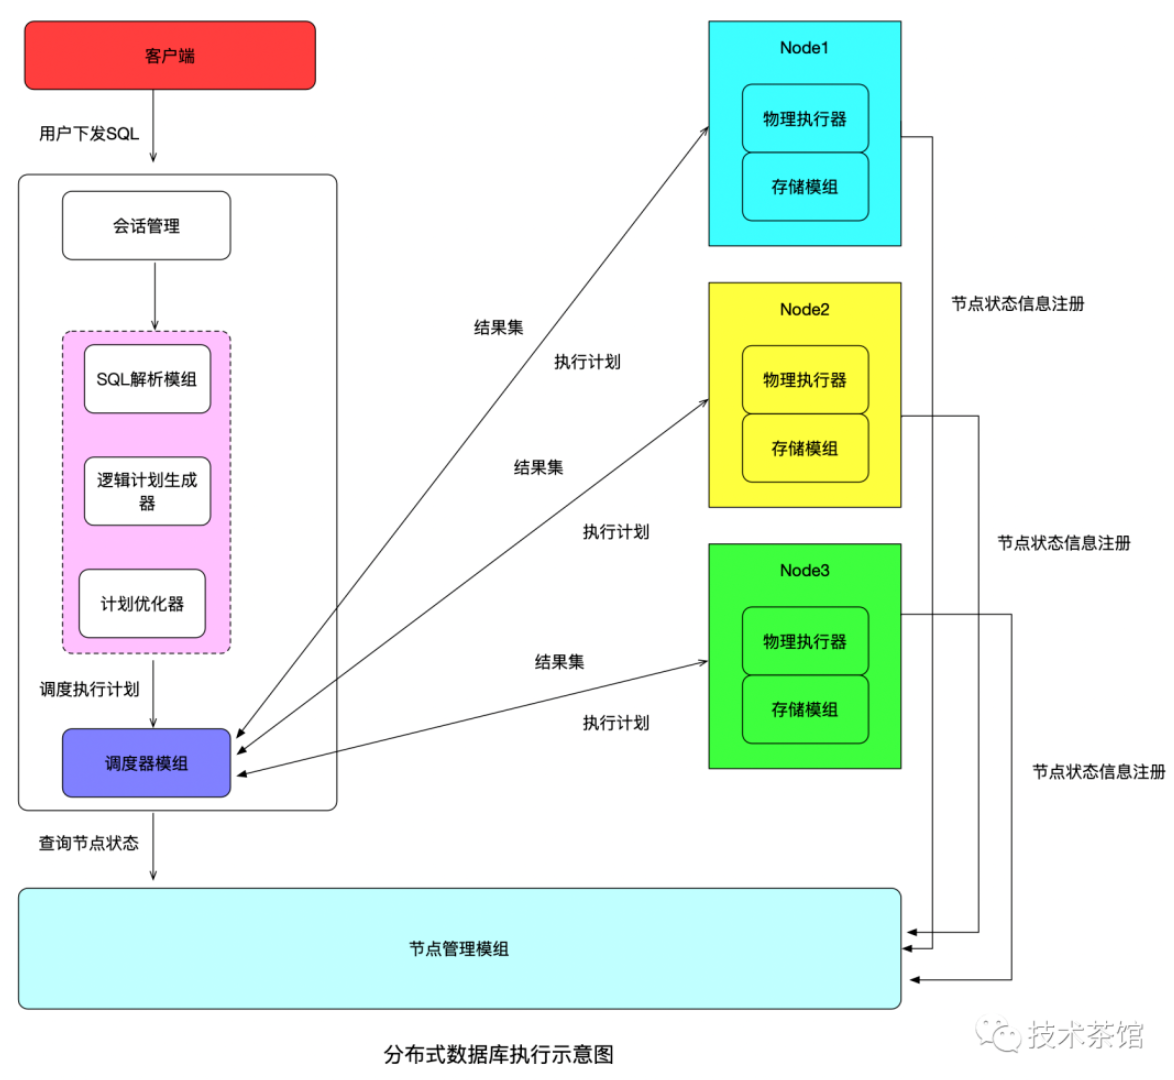 客户端
用户下发SQL
会话管理
SQL解析模组
逻辑计划生成
器
计划优化器
调度执行计划
调度器模组
查询节点状态
结果集
执行计划
结果集
执行计划
结果集
执行计划
Node1
物理执行器
存储模组
Node2
物理执行器
存储模组
Node3
物理执行器
存储模组
节点状态信息注册
节点状态信息注册
节点状态信息注册
节点管理模组
分布式数据库执行示意图
技术茶馆